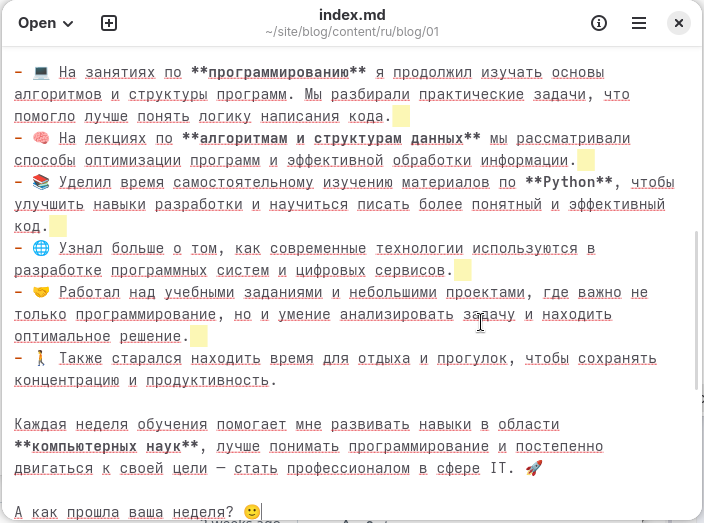 Open
index.md
~/site/blog/content/ru/blog/01
- 💻 На занятиях по **программированию** я продолжил изучать основы
алгоритмов и структуры программ. Мы разбирали практические задачи, что
помогло лучше понять логику написания кода.
- 🧠 На лекциях по **алгоритмам и структурам данных** мы рассматривали
способы оптимизации программ и эффективной обработки информации.
- 📚 Уделил время самостоятельному изучению материалов по **Python**, чтобы
улучшить навыки разработки и научиться писать более понятный и эффективный
код.
- 🌐 Узнал больше о том, как современные технологии используются в
разработке программных систем и цифровых сервисов.
- 🤝 Работал над учебными заданиями и небольшими проектами, где важно не
только программирование, но и умение анализировать задачу и находить
оптимальное решение.
- 🚶 Также старался находить время для отдыха и прогулок, чтобы сохранять
концентрацию и продуктивность.
Каждая неделя обучения помогает мне развивать навыки в области
**компьютерных наук**, лучше понимать программирование и постепенно
двигаться к своей цели — стать профессионалом в сфере IT. 🚀
А как прошла ваша неделя? 🙂